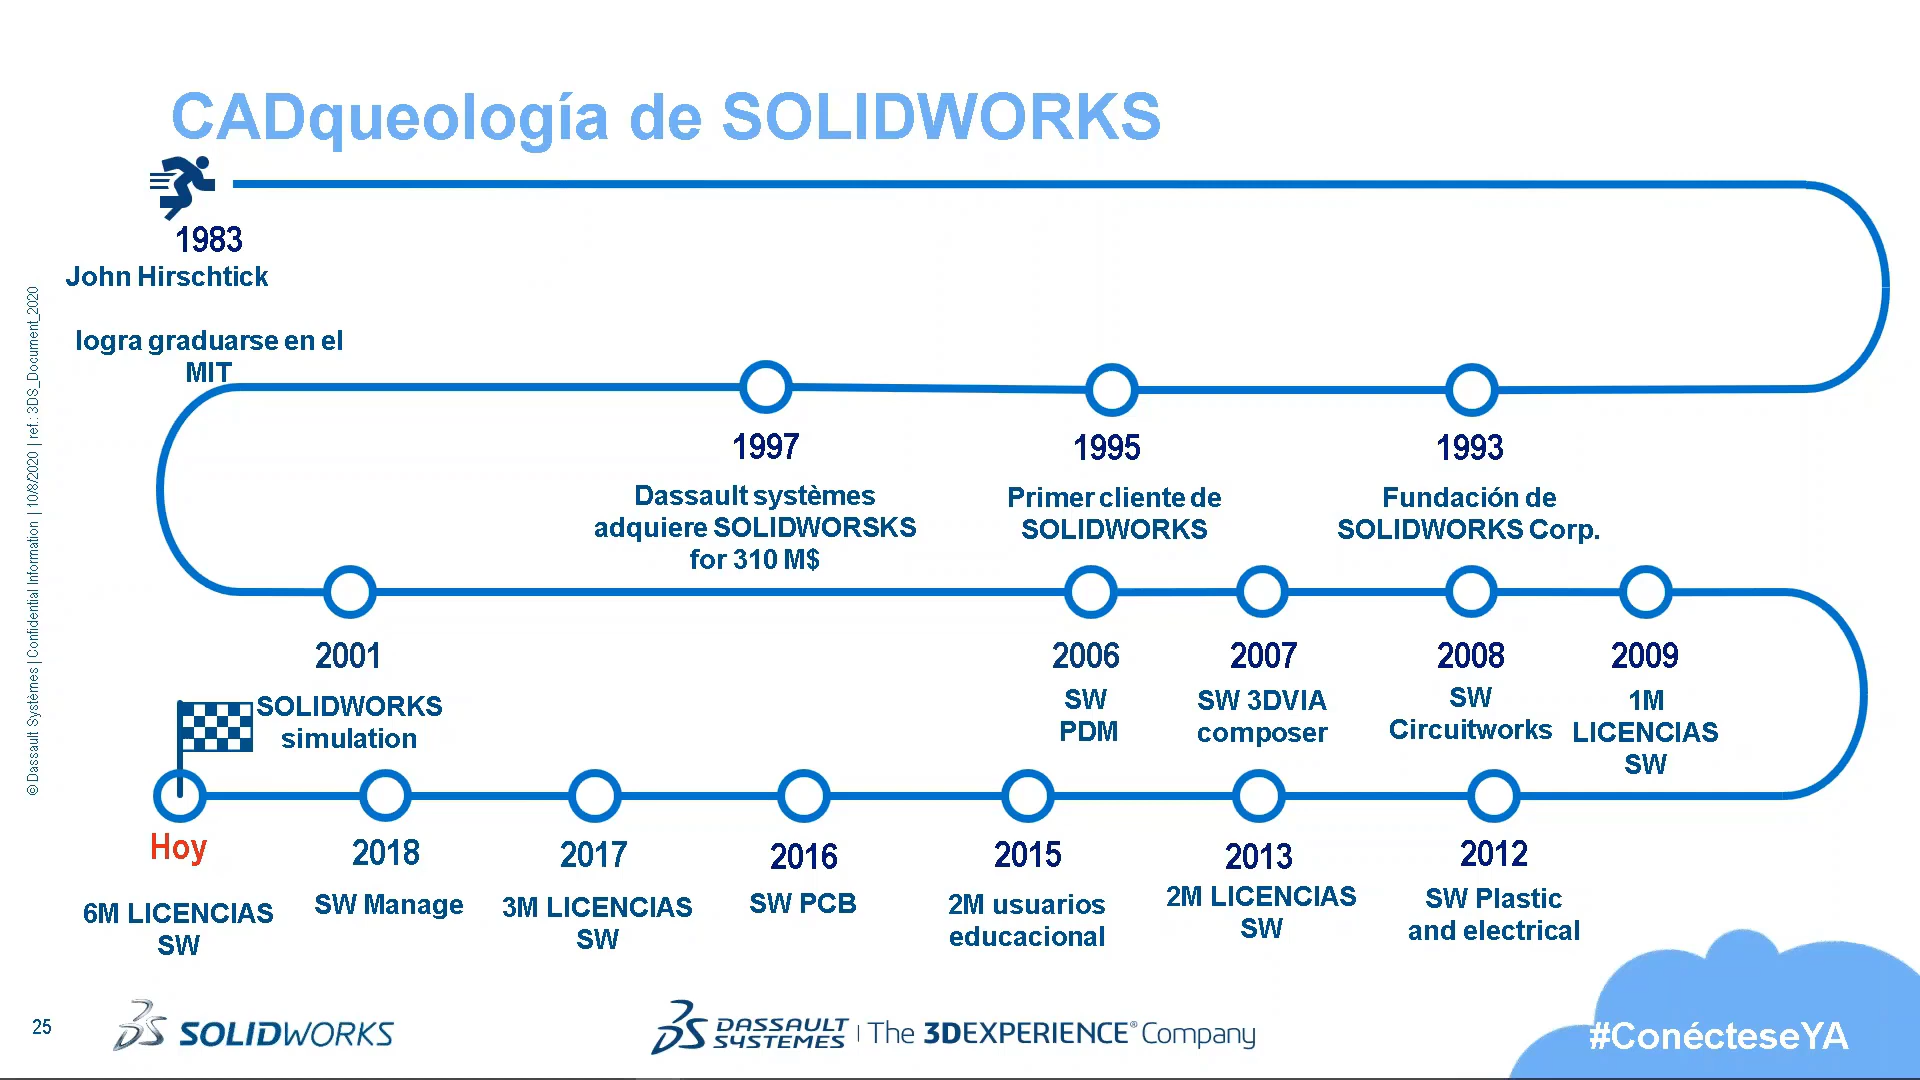 CADqueología de SOLIDWORKS
1983
John Hirschtick
logra graduarse en el
MIT
1997
Dassault systèmes
adquiere SOLIDWORSKS
for 310 M$
1995
Primer cliente de
SOLIDWORKS
1993
Fundación de
SOLIDWORKS Corp.
2001
SOLIDWORKS
simulation
2006
SW
PDM
2007
SW 3DVIA
composer
2008
SW
Circuitworks
2009
1M
LICENCIAS
SW
Hoy
6M LICENCIAS
SW
2018
SW Manage
2017
3M LICENCIAS
SW
2016
SW PCB
2015
2M usuarios
educacional
2013
2M LICENCIAS
SW
2012
SW Plastic
and electrical
© Dassault Systèmes | Confidential Information | 10/8/2020 | ref.: 3DS_Document_2020
25
SOLIDWORKS
DASSAULT SYSTEMES | The 3DEXPERIENCE® Company
#ConécteseYA